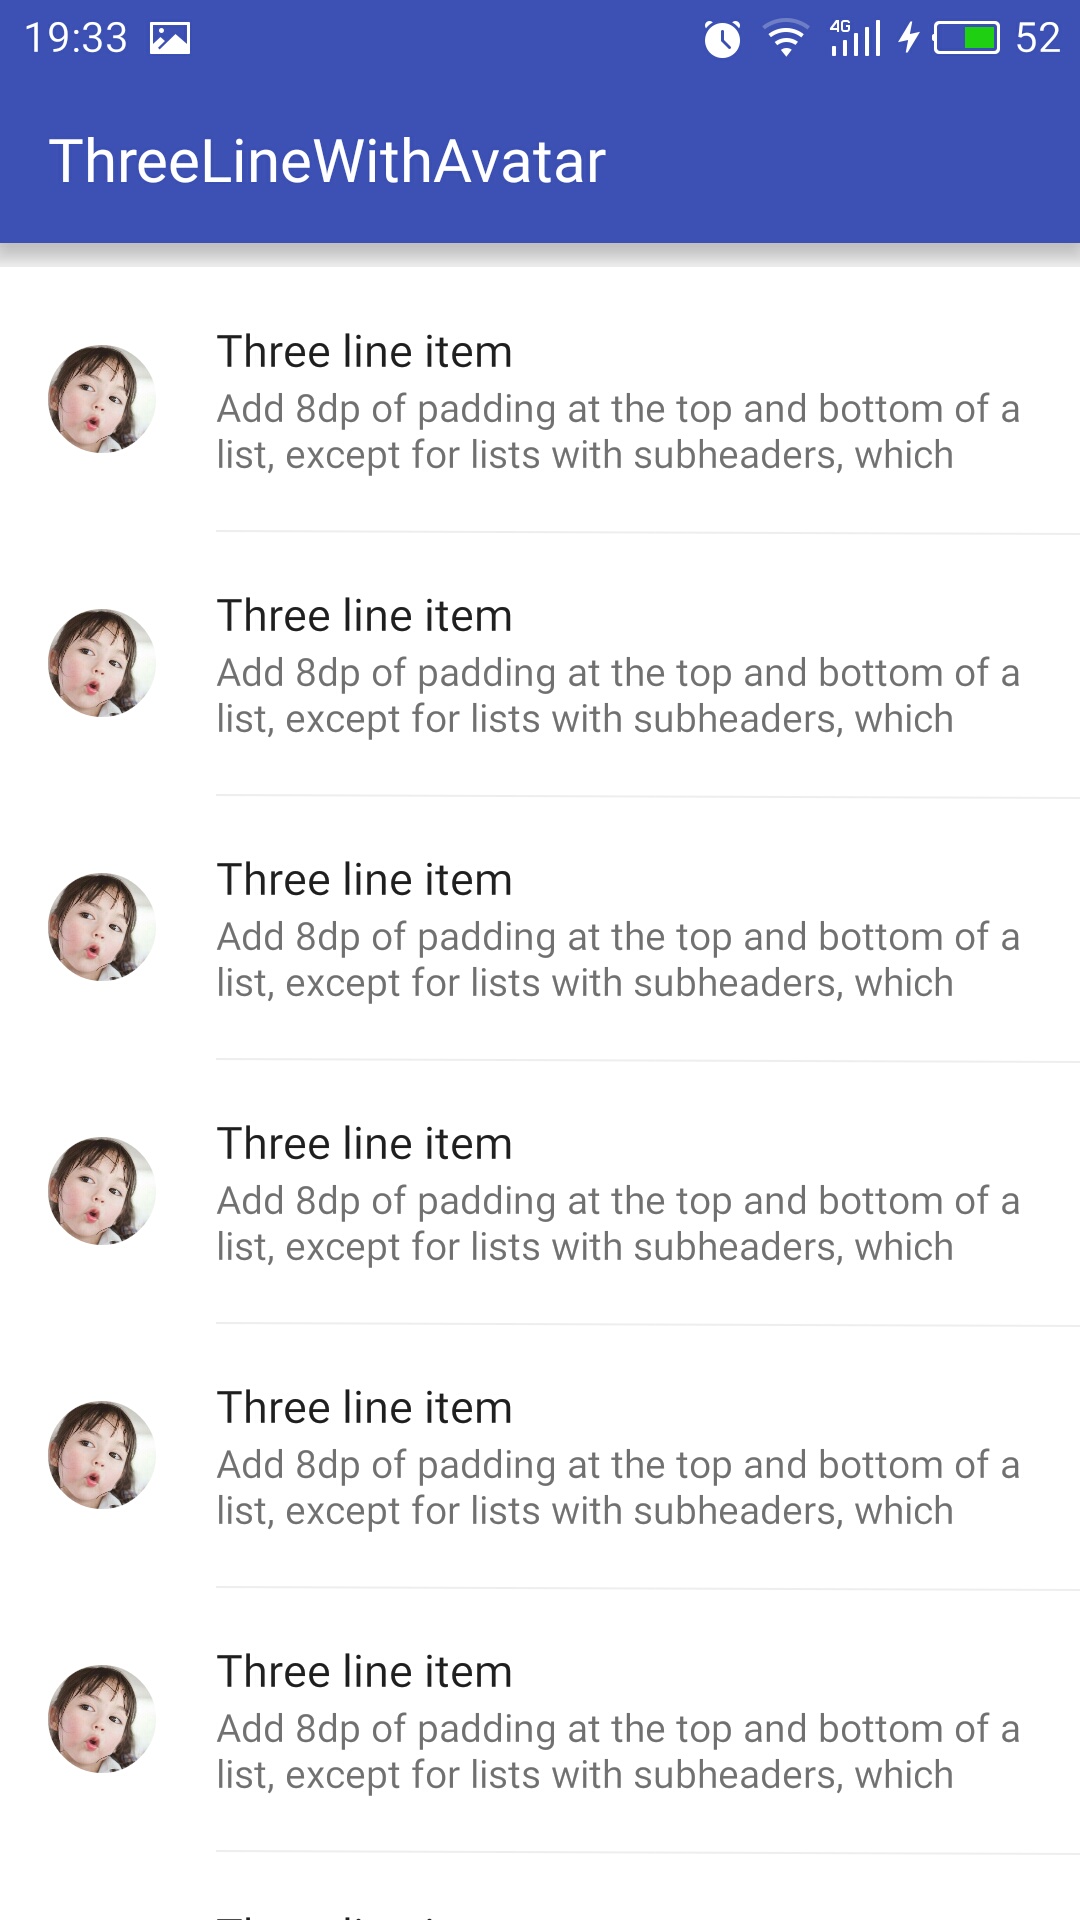 19:33 4G 52
ThreeLineWithAvatar
Three line item
Add 8dp of padding at the top and bottom of a
list, except for lists with subheaders, which
Three line item
Add 8dp of padding at the top and bottom of a
list, except for lists with subheaders, which
Three line item
Add 8dp of padding at the top and bottom of a
list, except for lists with subheaders, which
Three line item
Add 8dp of padding at the top and bottom of a
list, except for lists with subheaders, which
Three line item
Add 8dp of padding at the top and bottom of a
list, except for lists with subheaders, which
Three line item
Add 8dp of padding at the top and bottom of a
list, except for lists with subheaders, which